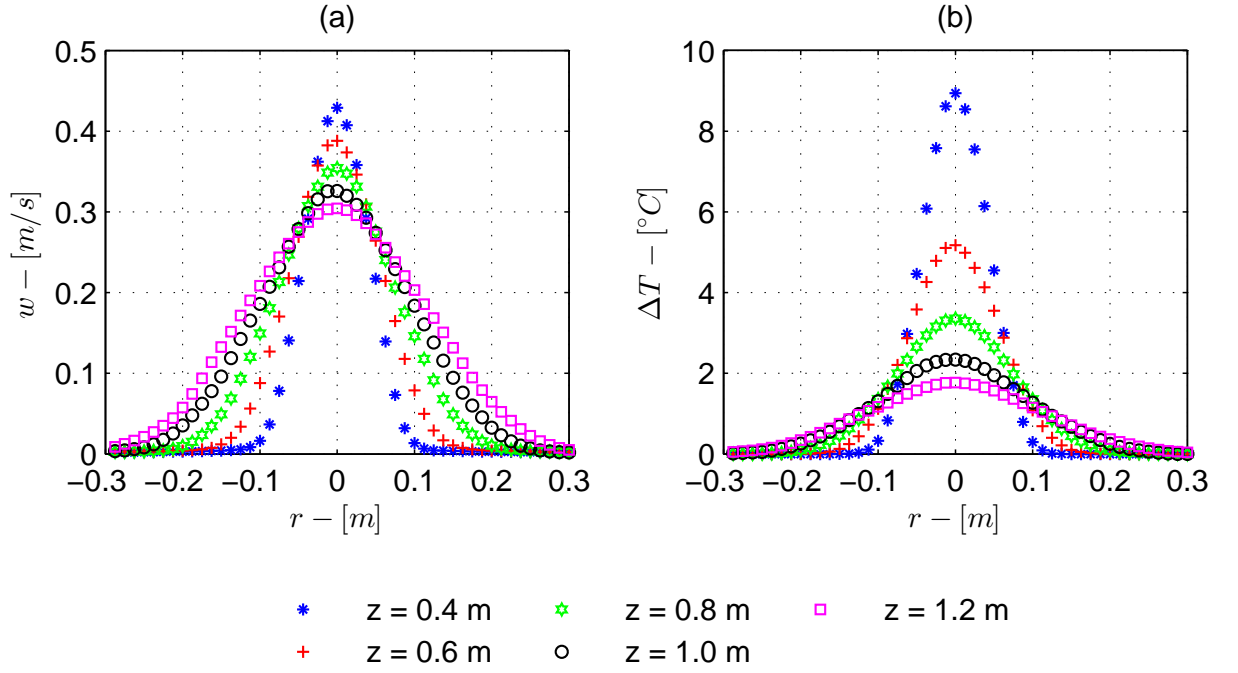 (a)
0.5
0.4
0.3
0.2
0.1
0
−0.3 −0.2 −0.1 0 0.1 0.2 0.3
w − [m/s]
r − [m]
(b)
10
8
6
4
2
0
−0.3 −0.2 −0.1 0 0.1 0.2 0.3
ΔT − [°C]
r − [m]
z = 0.4 m
z = 0.8 m
z = 1.2 m
z = 0.6 m
z = 1.0 m